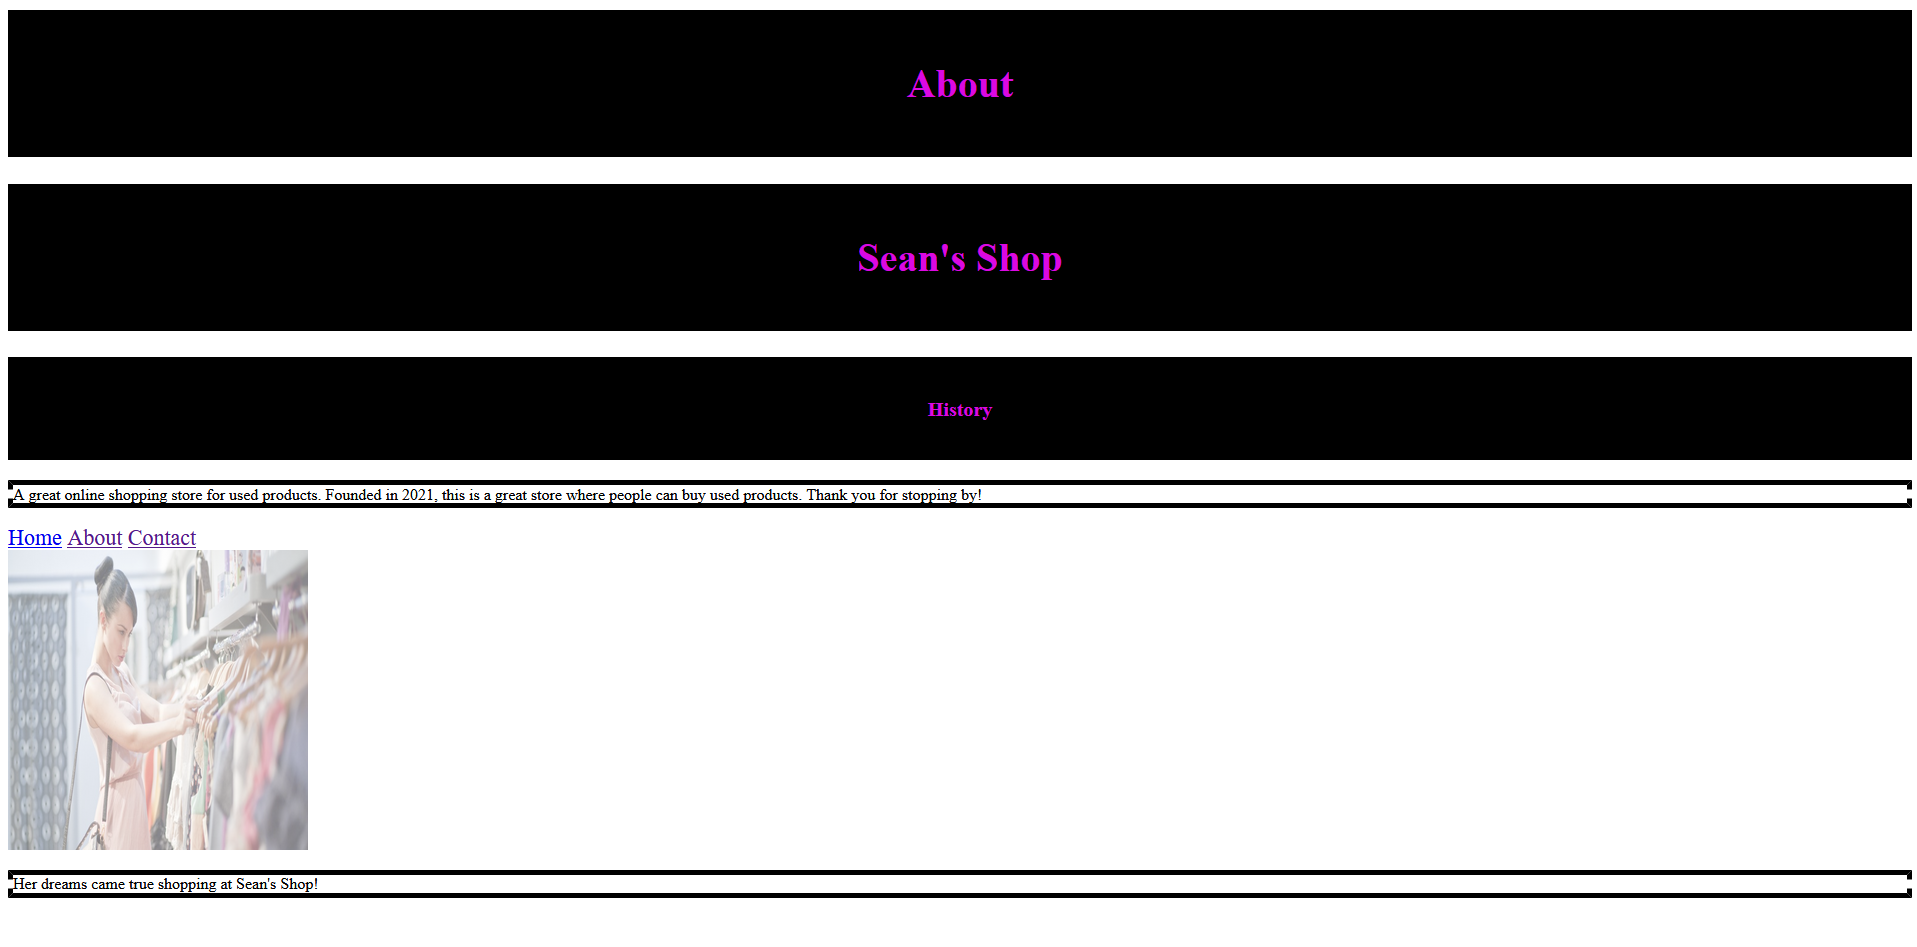 About
Sean's Shop
History
A great online shopping store for used products. Founded in 2021, this is a great store where people can buy used products. Thank you for stopping by!
Home About Contact
Her dreams came true shopping at Sean's Shop!